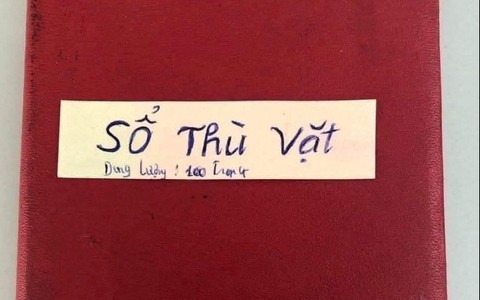 SỔ Thù Vặt
Dung Lượng : 100 Trang